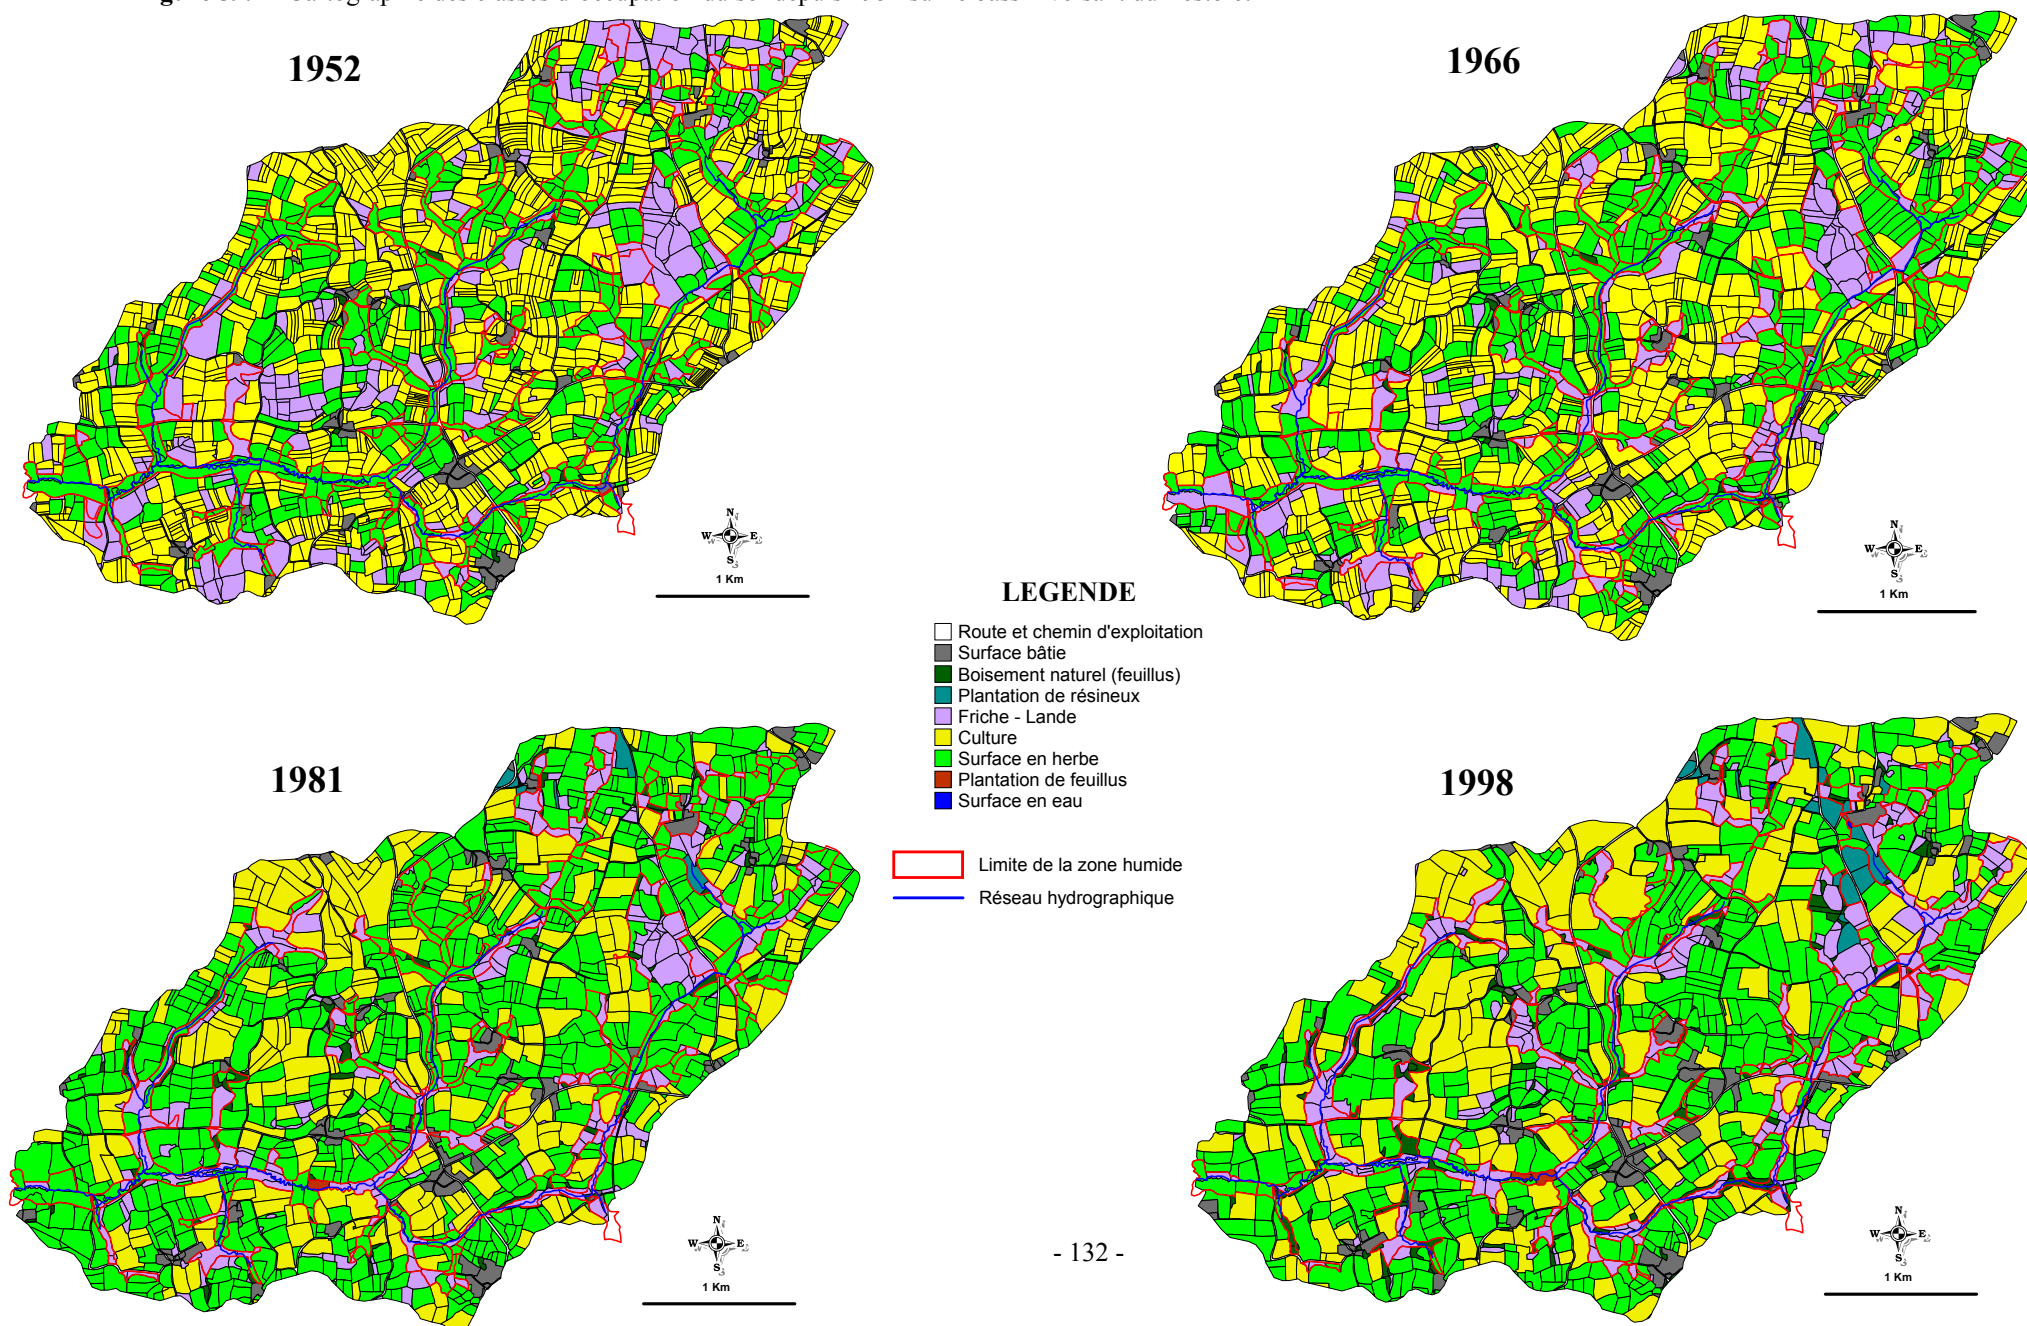 1952
1966
N
W E
S
1 Km
N
W E
S
1 Km
LEGENDE
Route et chemin d'exploitation
Surface bâtie
Boisement naturel (feuillus)
Plantation de résineux
Friche - Lande
Culture
Surface en herbe
Plantation de feuillus
Surface en eau
Limite de la zone humide
Réseau hydrographique
1981
1998
N
W E
S
1 Km
N
W E
S
1 Km
- 132 -